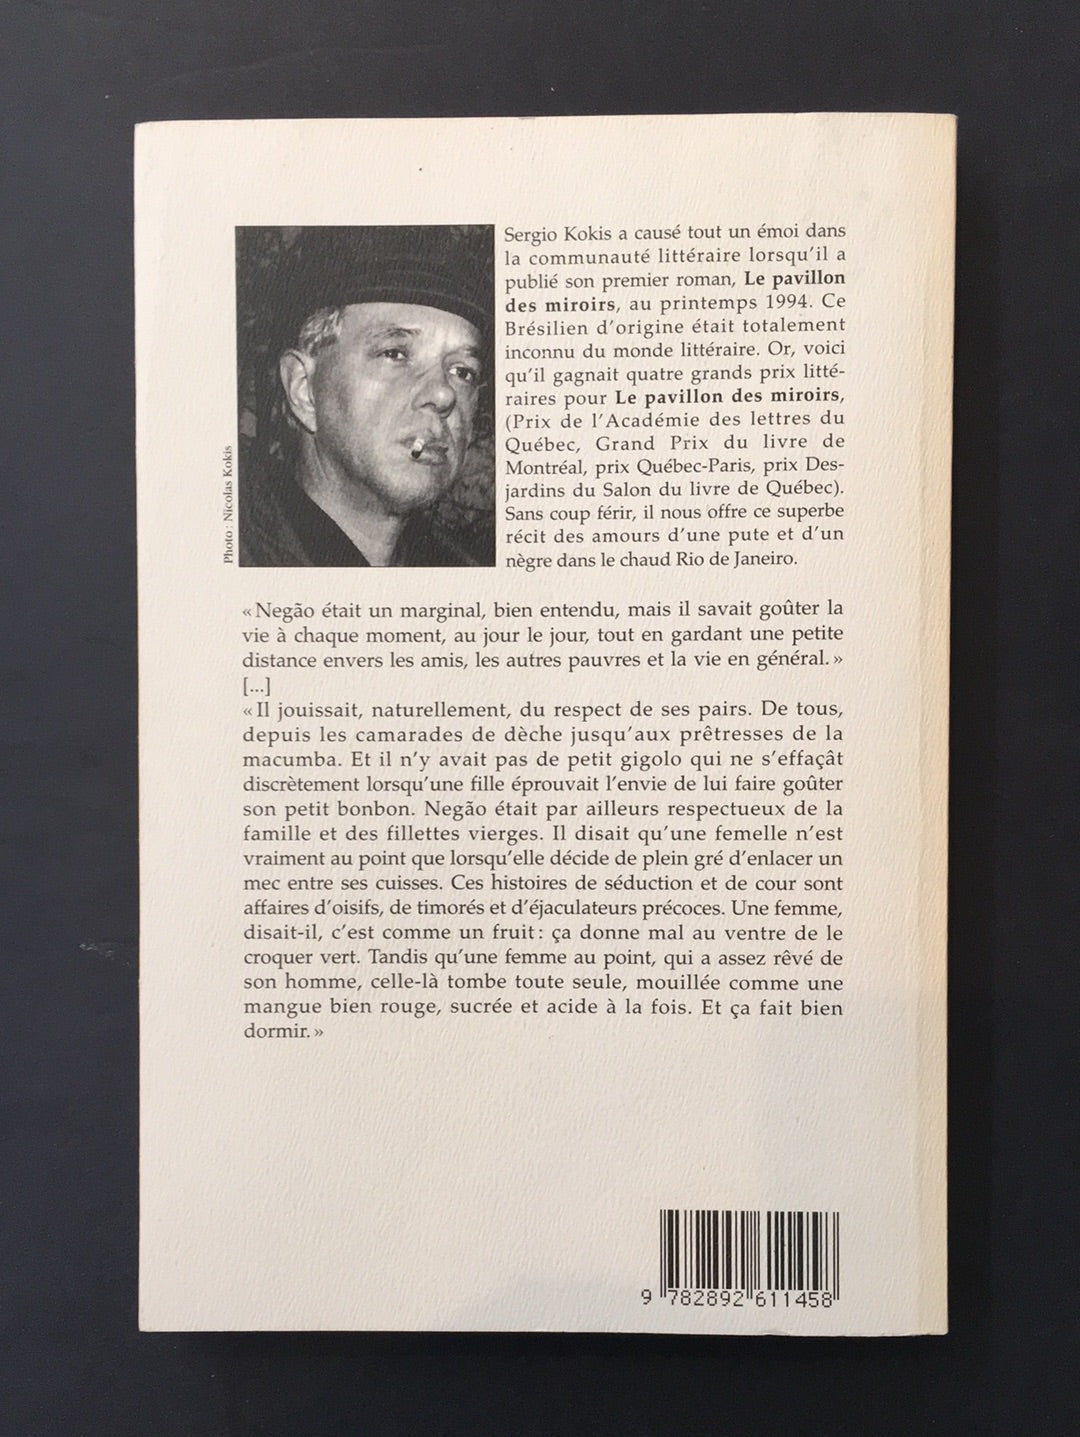 Sergio Kokis a causé tout un émoi dans
la communauté littéraire lorsqu'il a
publié son premier roman, Le pavillon
des miroirs, au printemps 1994. Ce
Brésilien d'origine était totalement
inconnu du monde littéraire. Or, voici
qu'il gagnait quatre grands prix litté-
raires pour Le pavillon des miroirs,
(Prix de l'Académie des lettres du
Québec, Grand Prix du livre de
Montréal, prix Québec-Paris, prix Des-
jardins du Salon du livre de Québec).
Sans coup férir, il nous offre ce superbe
récit des amours d'une pute et d'un
nègre dans le chaud Rio de Janeiro.
Photo : Nicolas Kokis
« Negão était un marginal, bien entendu, mais il savait goûter la
vie à chaque moment, au jour le jour, tout en gardant une petite
distance envers les amis, les autres pauvres et la vie en général. »
[...]
« Il jouissait, naturellement, du respect de ses pairs. De tous,
depuis les camarades de dèche jusqu'aux prêtresses de la
macumba. Et il n'y avait pas de petit gigolo qui ne s'effaçât
discrètement lorsqu'une fille éprouvait l'envie de lui faire goûter
son petit bonbon. Negão était par ailleurs respectueux de la
famille et des fillettes vierges. Il disait qu'une femelle n'est
vraiment au point que lorsqu'elle décide de plein gré d'enlacer un
mec entre ses cuisses. Ces histoires de séduction et de cour sont
affaires d'oisifs, de timorés et d'éjaculateurs précoces. Une femme,
disait-il, c'est comme un fruit : ça donne mal au ventre de le
croquer vert. Tandis qu'une femme au point, qui a assez rêvé de
son homme, celle-là tombe toute seule, mouillée comme une
mangue bien rouge, sucrée et acide à la fois. Et ça fait bien
dormir. »
9 782892 611458